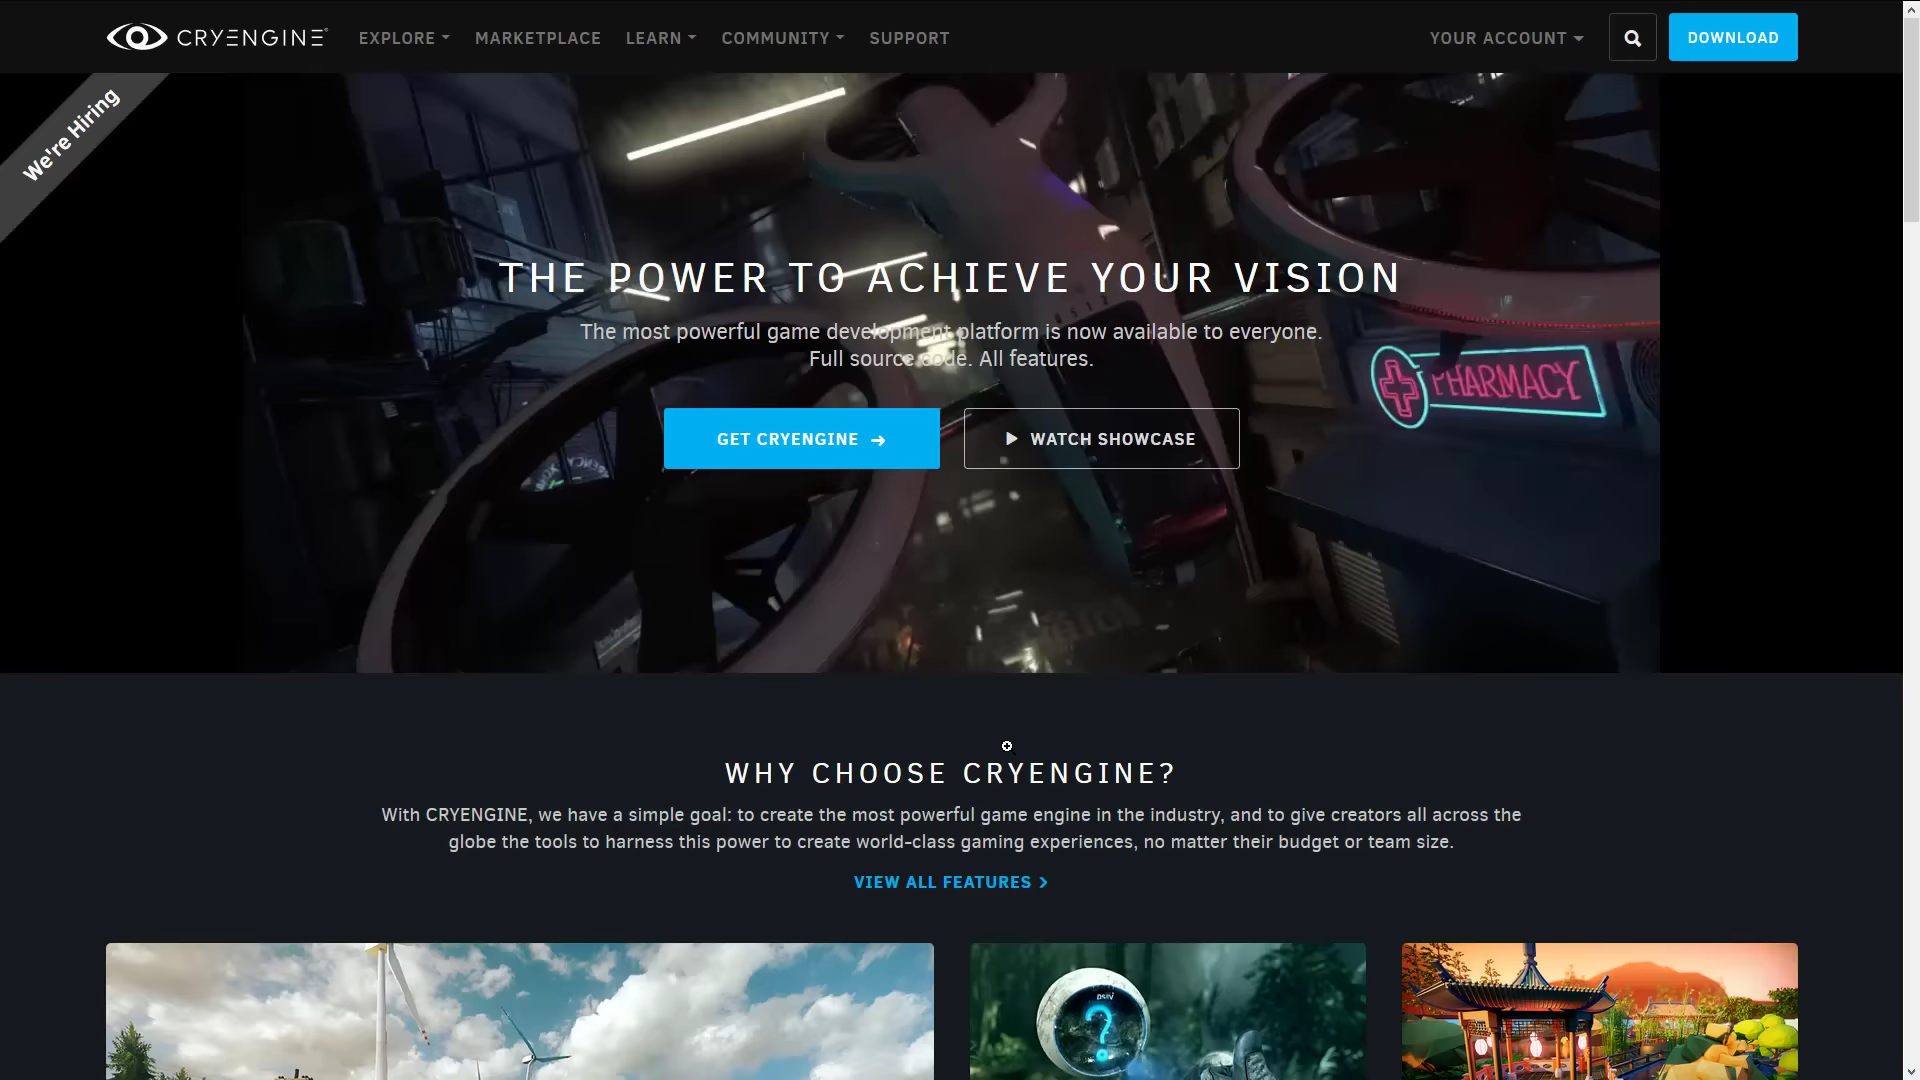 CRYENGINE®
EXPLORE
MARKETPLACE
LEARN
COMMUNITY
SUPPORT
YOUR ACCOUNT
DOWNLOAD
We're Hiring
THE POWER TO ACHIEVE YOUR VISION
The most powerful game development platform is now available to everyone.
Full source code. All features.
PHARMACY
GET CRYENGINE
WATCH SHOWCASE
WHY CHOOSE CRYENGINE?
With CRYENGINE, we have a simple goal: to create the most powerful game engine in the industry, and to give creators all across the
globe the tools to harness this power to create world-class gaming experiences, no matter their budget or team size.
VIEW ALL FEATURES
?